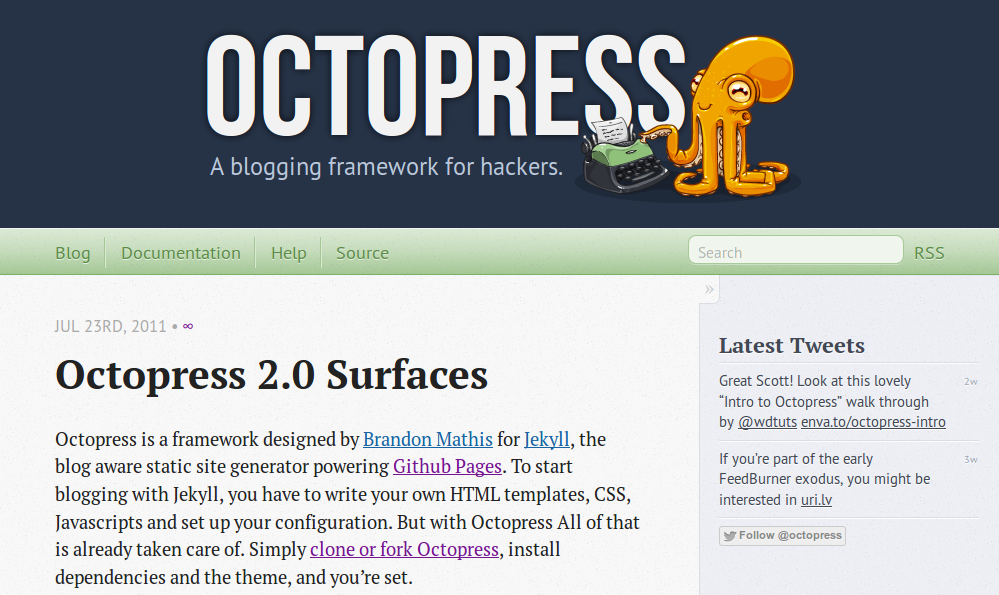 OCTOPRESS
A blogging framework for hackers.
Blog
Documentation
Help
Source
Search
RSS
»
JUL 23RD, 2011 • ∞
Octopress 2.0 Surfaces
Octopress is a framework designed by Brandon Mathis for Jekyll, the
blog aware static site generator powering Github Pages. To start
blogging with Jekyll, you have to write your own HTML templates, CSS,
Javascripts and set up your configuration. But with Octopress All of that
is already taken care of. Simply clone or fork Octopress, install
dependencies and the theme, and you’re set.
Latest Tweets
Great Scott! Look at this lovely 2w
“Intro to Octopress” walk through
by @wdtuts enva.to/octopress-intro
If you’re part of the early 3w
FeedBurner exodus, you might be
interested in uri.lv
Follow @octopress